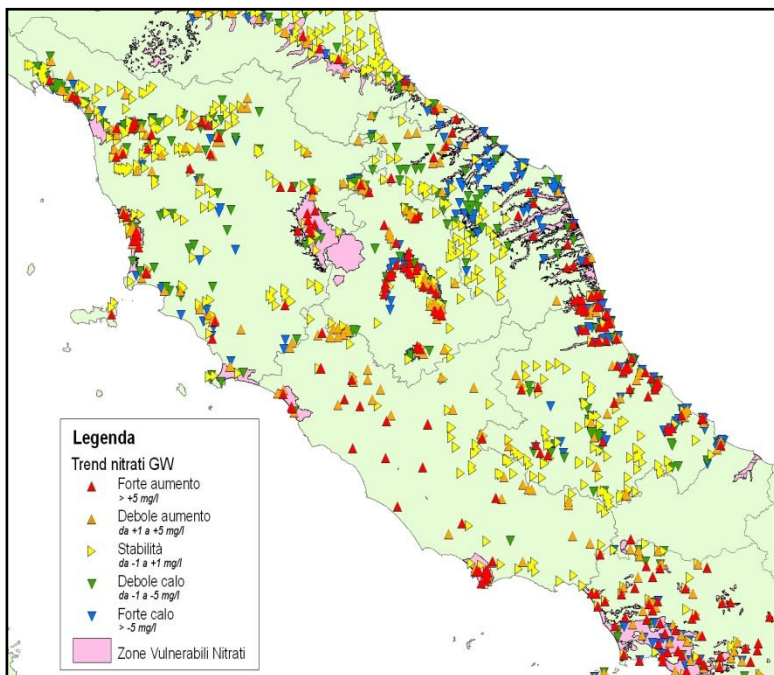 Legenda
Trend nitrati GW
Forte aumento
> +5 mg/l
Debole aumento
da +1 a +5 mg/l
Stabilità
da -1 a +1 mg/l
Debole calo
da -1 a -5 mg/l
Forte calo
> -5 mg/l
Zone Vulnerabili Nitrati